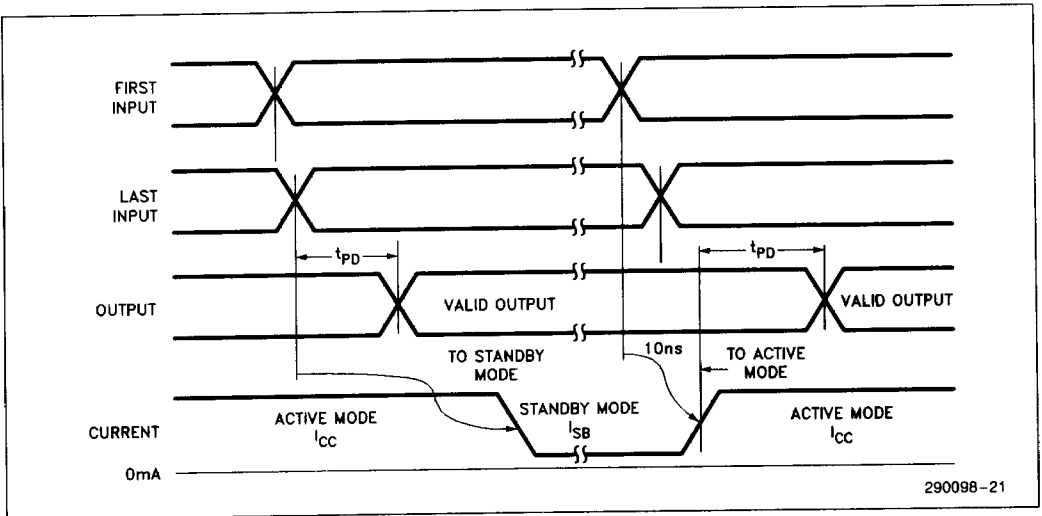 FIRST
INPUT
LAST
INPUT
tPD
tPD
OUTPUT
VALID OUTPUT
VALID OUTPUT
TO STANDBY
MODE
10ns
TO ACTIVE
MODE
CURRENT
ACTIVE MODE
ICC
STANDBY MODE
ISB
ACTIVE MODE
ICC
0mA
290098-21